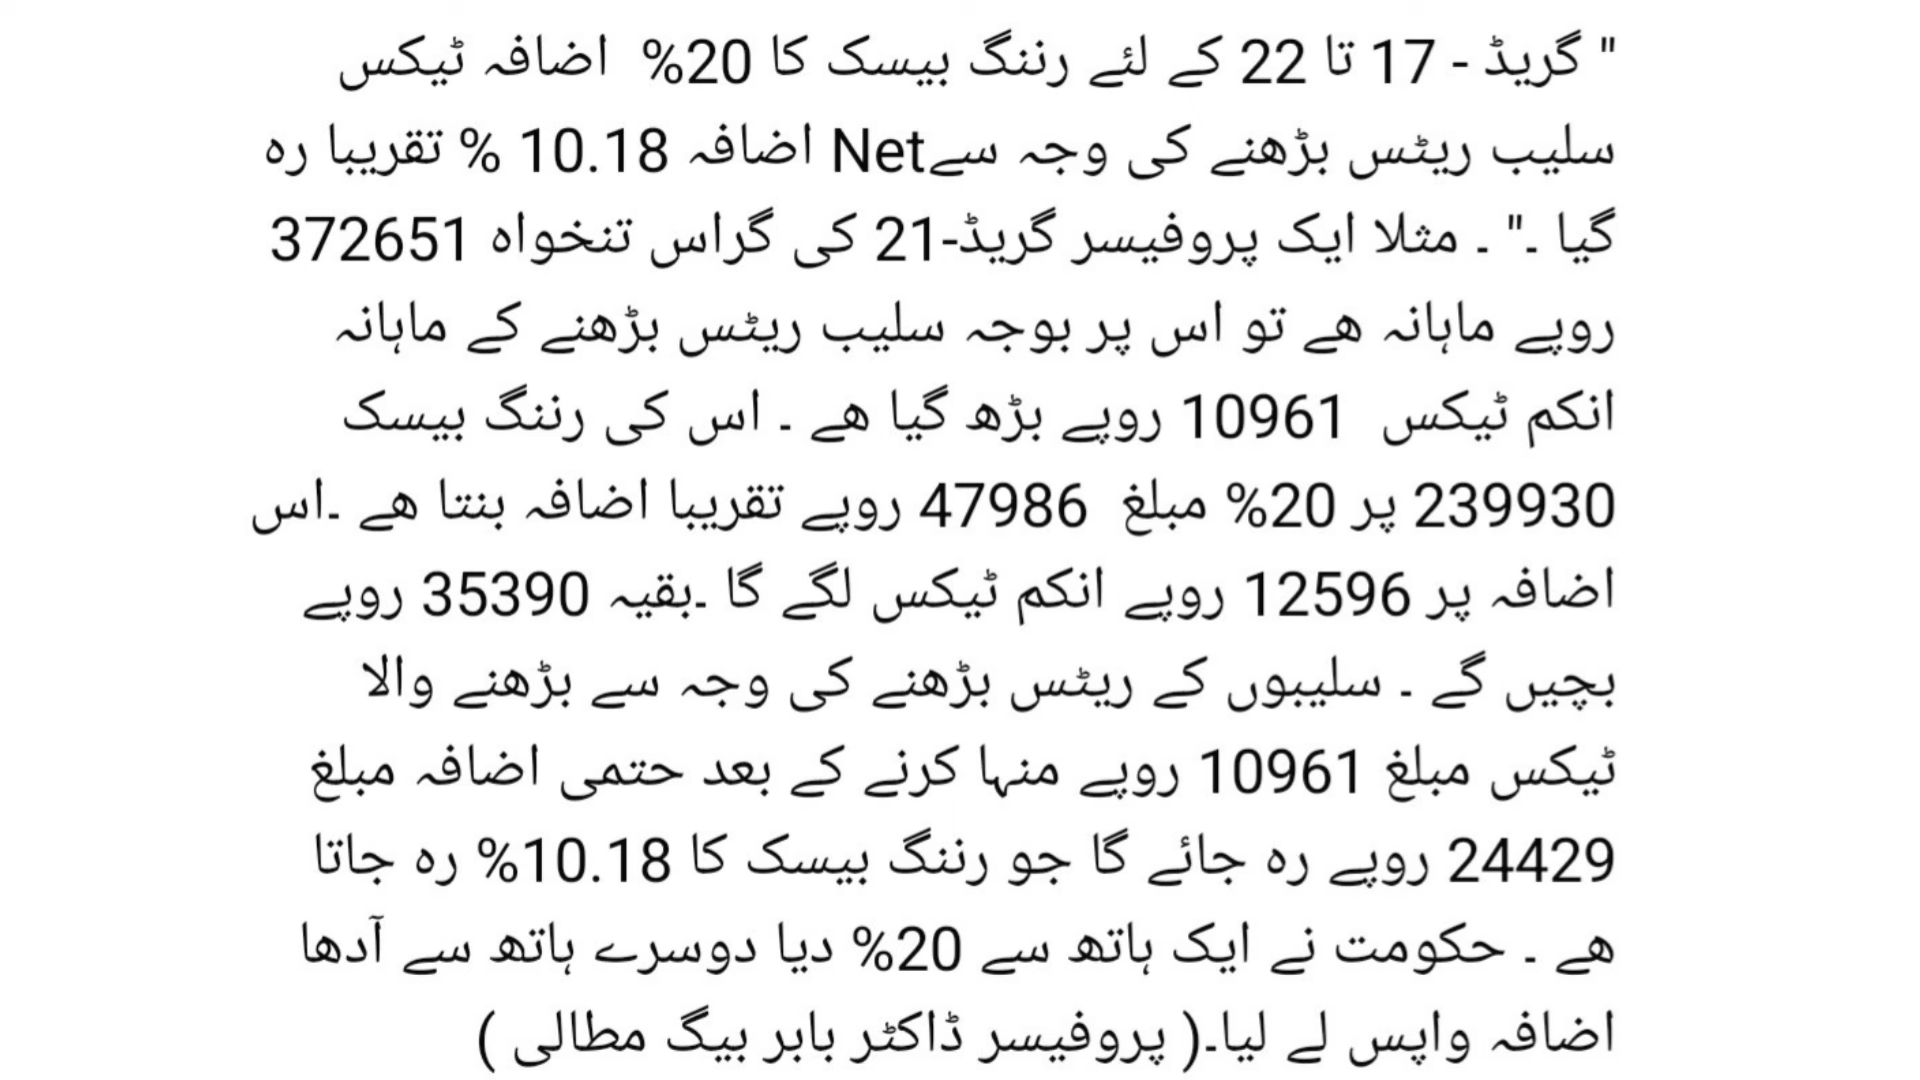 " گریڈ - 17 تا 22 کے لئے رننگ بیسک کا 20% اضافہ ٹیکس
سلیب ریٹس بڑھنے کی وجہ سےNet اضافہ 10.18 % تقریبا رہ
گیا ۔" ۔ مثلا ایک پروفیسر گریڈ-21 کی گراس تنخواہ 372651
روپے ماہانہ ھے تو اس پر بوجہ سلیب ریٹس بڑھنے کے ماہانہ
انکم ٹیکس 10961 روپے بڑھ گیا ھے ۔ اس کی رننگ بیسک
239930 پر 20% مبلغ 47986 روپے تقریبا اضافہ بنتا ھے ۔اس
اضافہ پر 12596 روپے انکم ٹیکس لگے گا ۔بقیہ 35390 روپے
بچیں گے ۔ سلیبوں کے ریٹس بڑھنے کی وجہ سے بڑھنے والا
ٹیکس مبلغ 10961 روپے منہا کرنے کے بعد حتمی اضافہ مبلغ
24429 روپے رہ جائے گا جو رننگ بیسک کا 10.18% رہ جاتا
ھے ۔ حکومت نے ایک ہاتھ سے 20% دیا دوسرے ہاتھ سے آدھا
اضافہ واپس لے لیا۔( پروفیسر ڈاکٹر بابر بیگ مطالی )